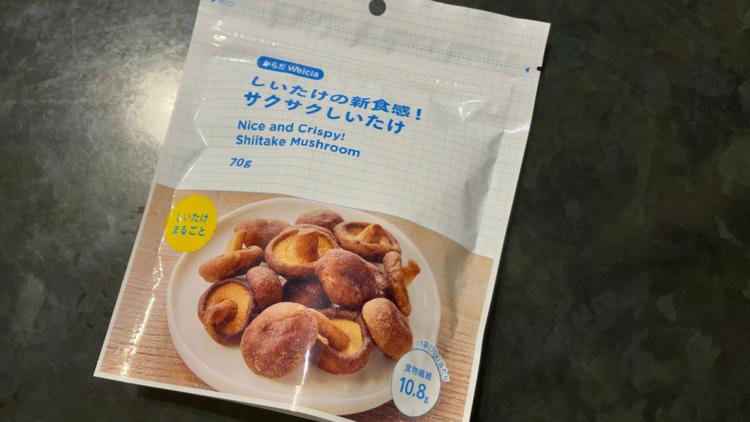 からだWelcia
しいたけの新食感!
サクサクしいたけ
Nice and Crispy!
Shiitake Mushroom
70g
しいたけ
まるごと
食物繊維
10.8g